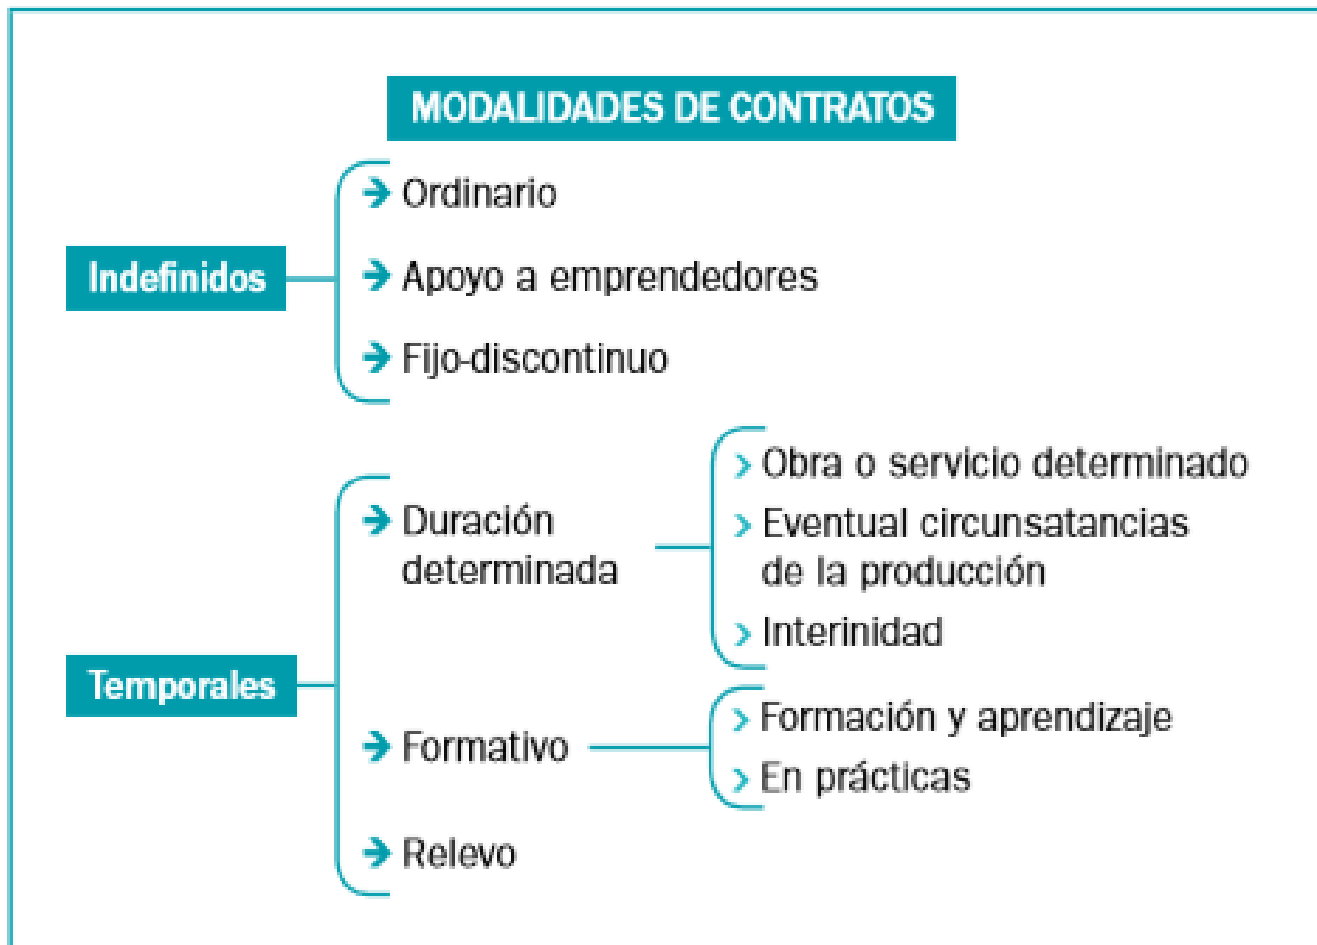 MODALIDADES DE CONTRATOS
Indefinidos
Ordinario
Apoyo a emprendedores
Fijo-discontinuo
Temporales
Duración
determinada
Obra o servicio determinado
Eventual circunsatancias
de la producción
Interinidad
Formativo
Formación y aprendizaje
En prácticas
Relevo